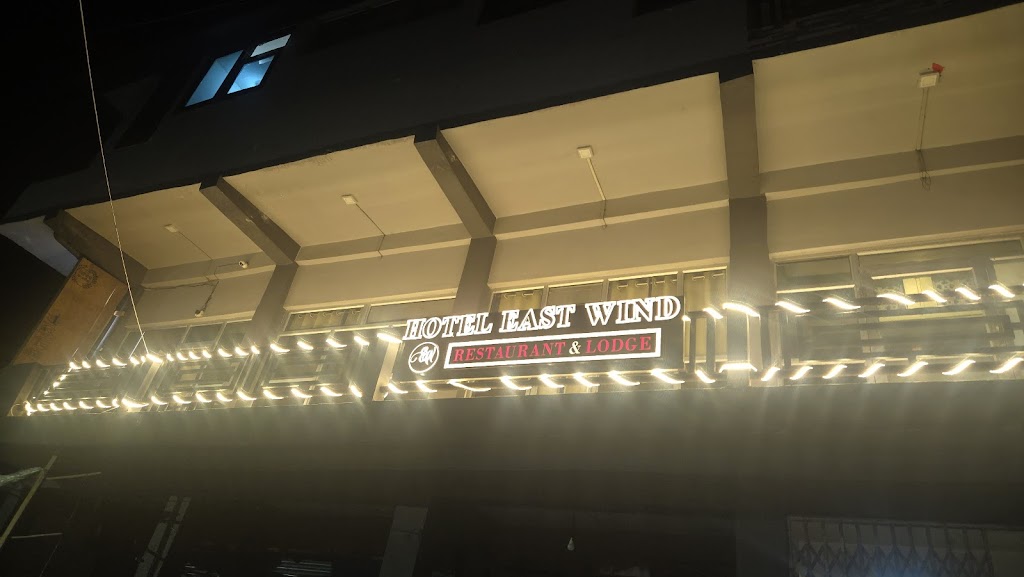 HOTEL EAST WIND
RESTAURANT & LODGE